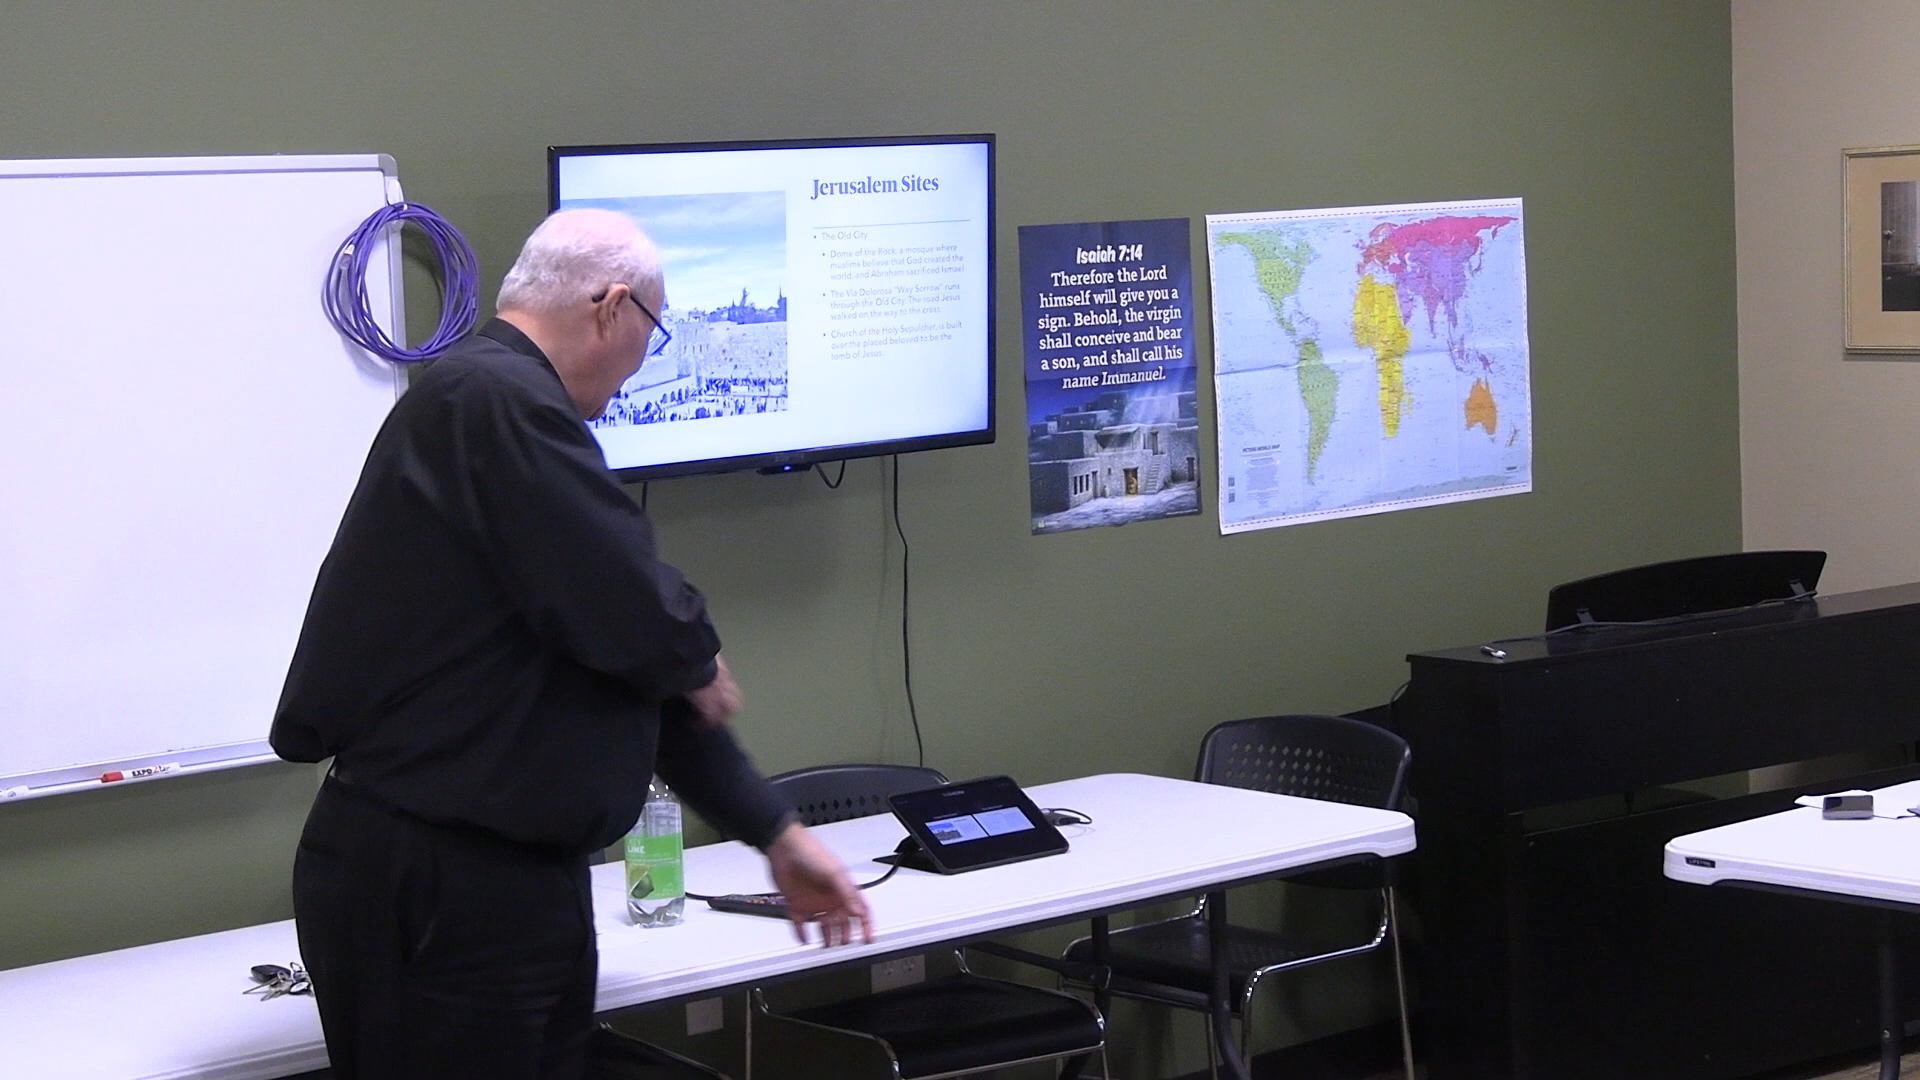 Jerusalem Sites
• The Old City
• Dome of the Rock, a mosque where
muslims believe that God created the
world, and Abraham sacrificed Ismael
• The Via Dolorosa "Way Sorrow" runs
through the Old City. The road Jesus
walked on the way to the cross.
• Church of the Holy Sepulcher, is built
over the placed beloved to be the
tomb of Jesus.
Isaiah 7:14
Therefore the Lord
himself will give you a
sign. Behold, the virgin
shall conceive and bear
a son, and shall call his
name Immanuel.
EXPO
LIME
LIFETIME